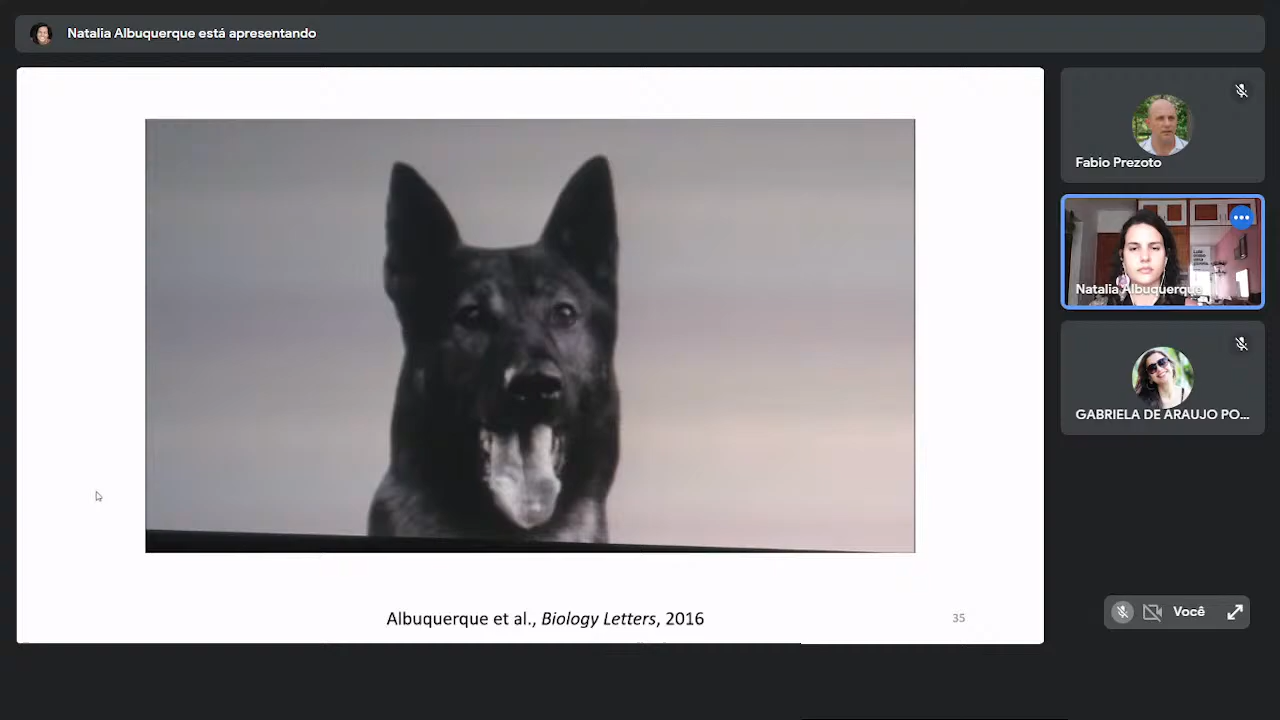 Natalia Albuquerque está apresentando
Fabio Prezoto
Natalia Albuquerque
GABRIELA DE ARAUJO PO...
Albuquerque et al., Biology Letters, 2016
35
Você